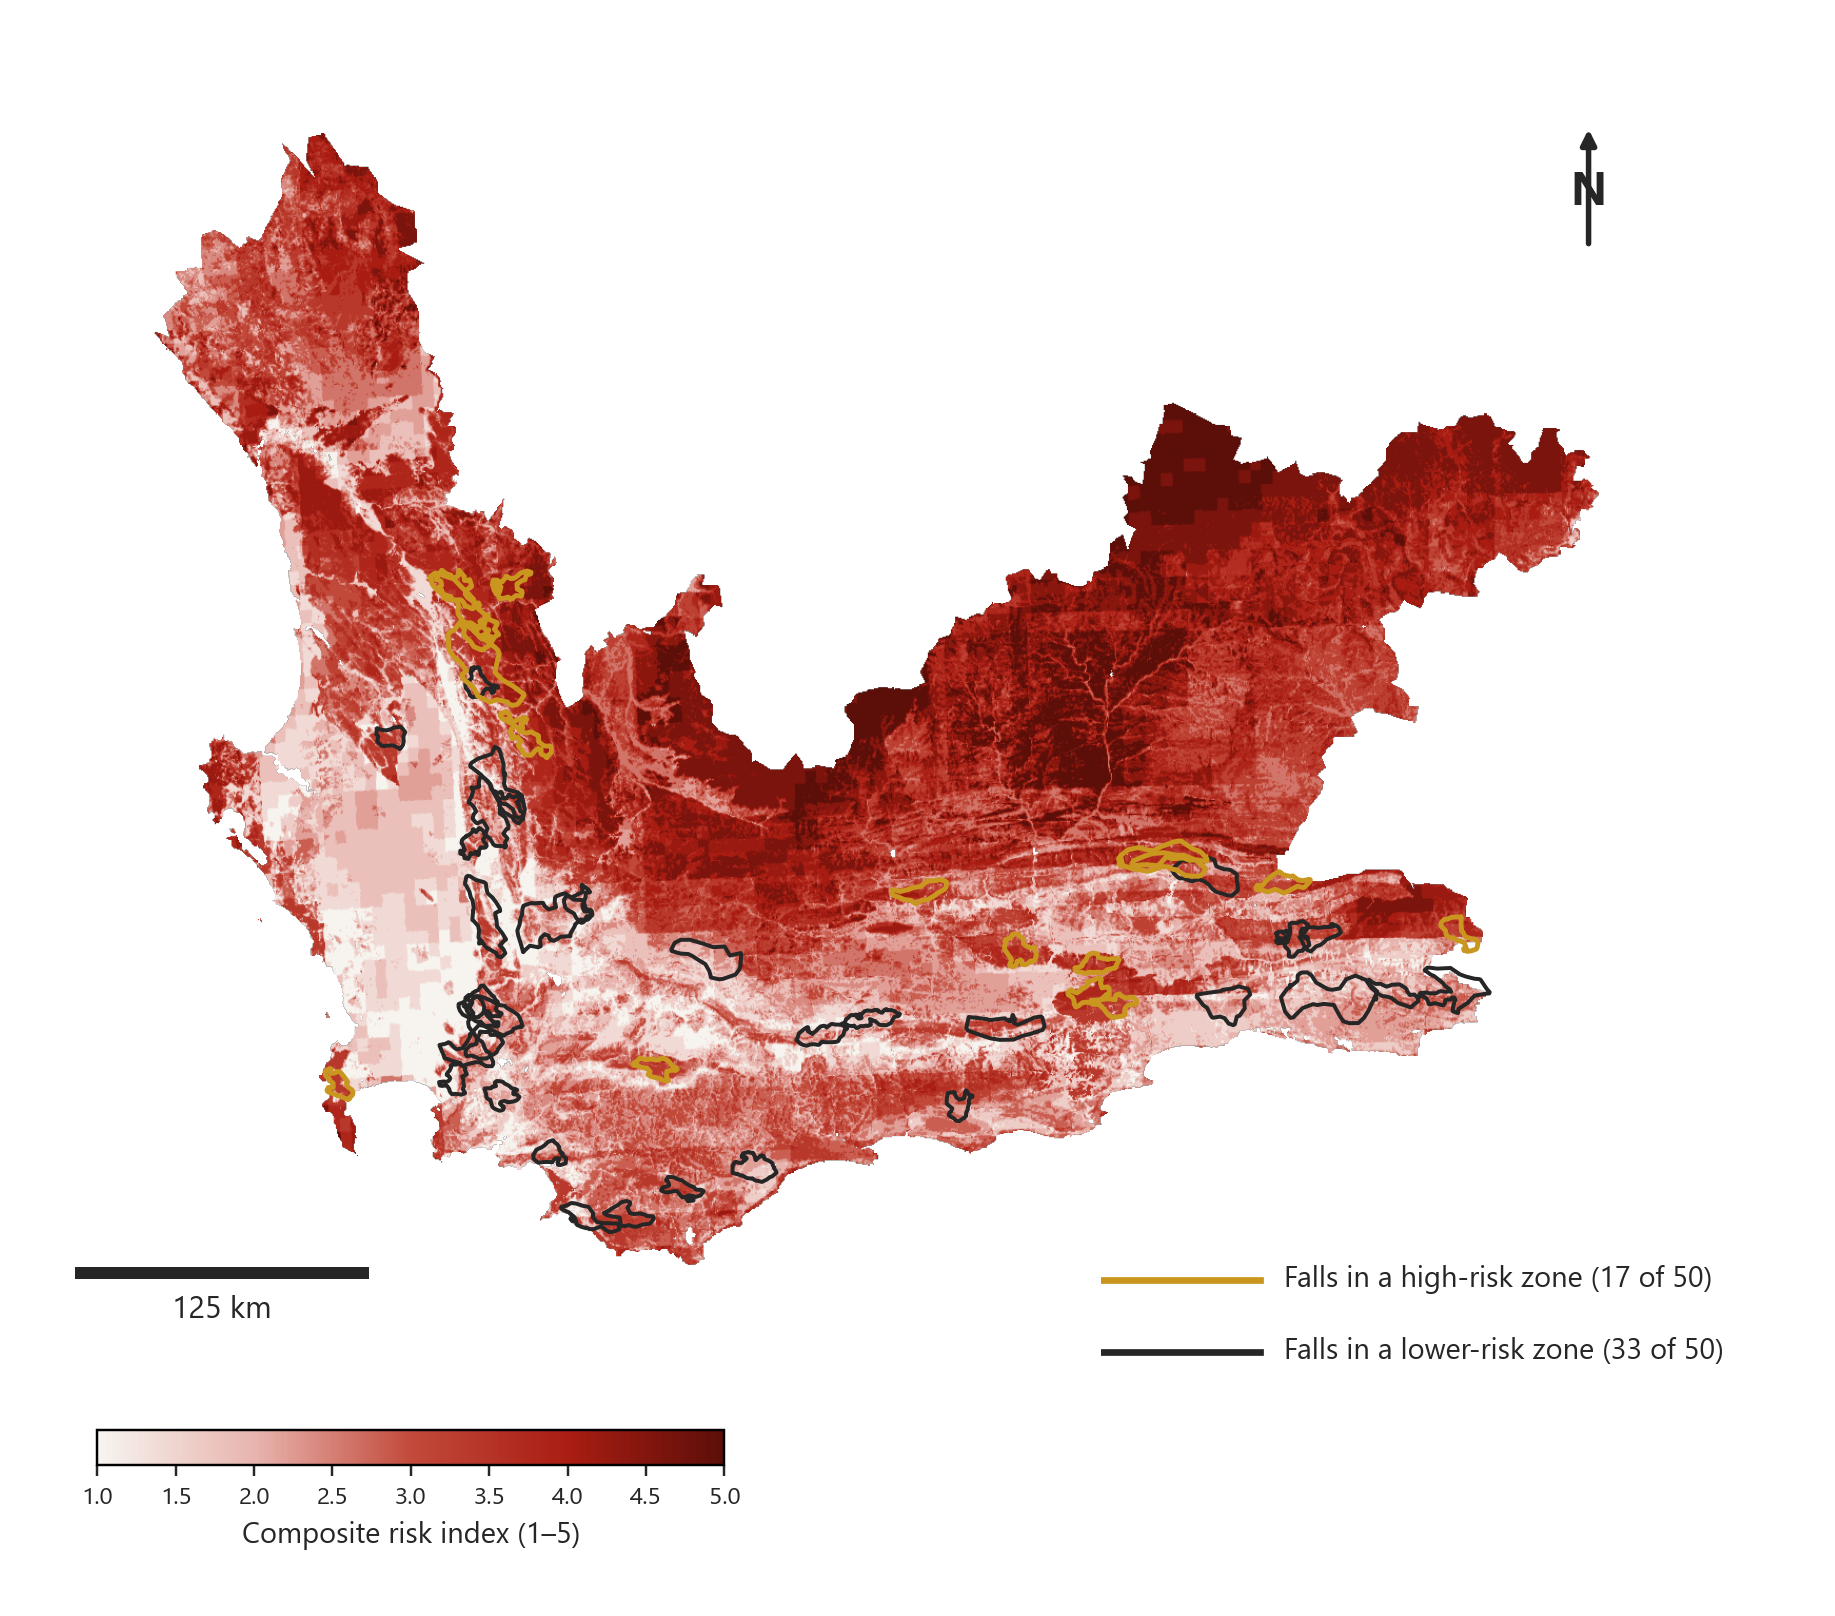 N
125 km
Falls in a high-risk zone (17 of 50)
Falls in a lower-risk zone (33 of 50)
1.0 1.5 2.0 2.5 3.0 3.5 4.0 4.5 5.0
Composite risk index (1–5)